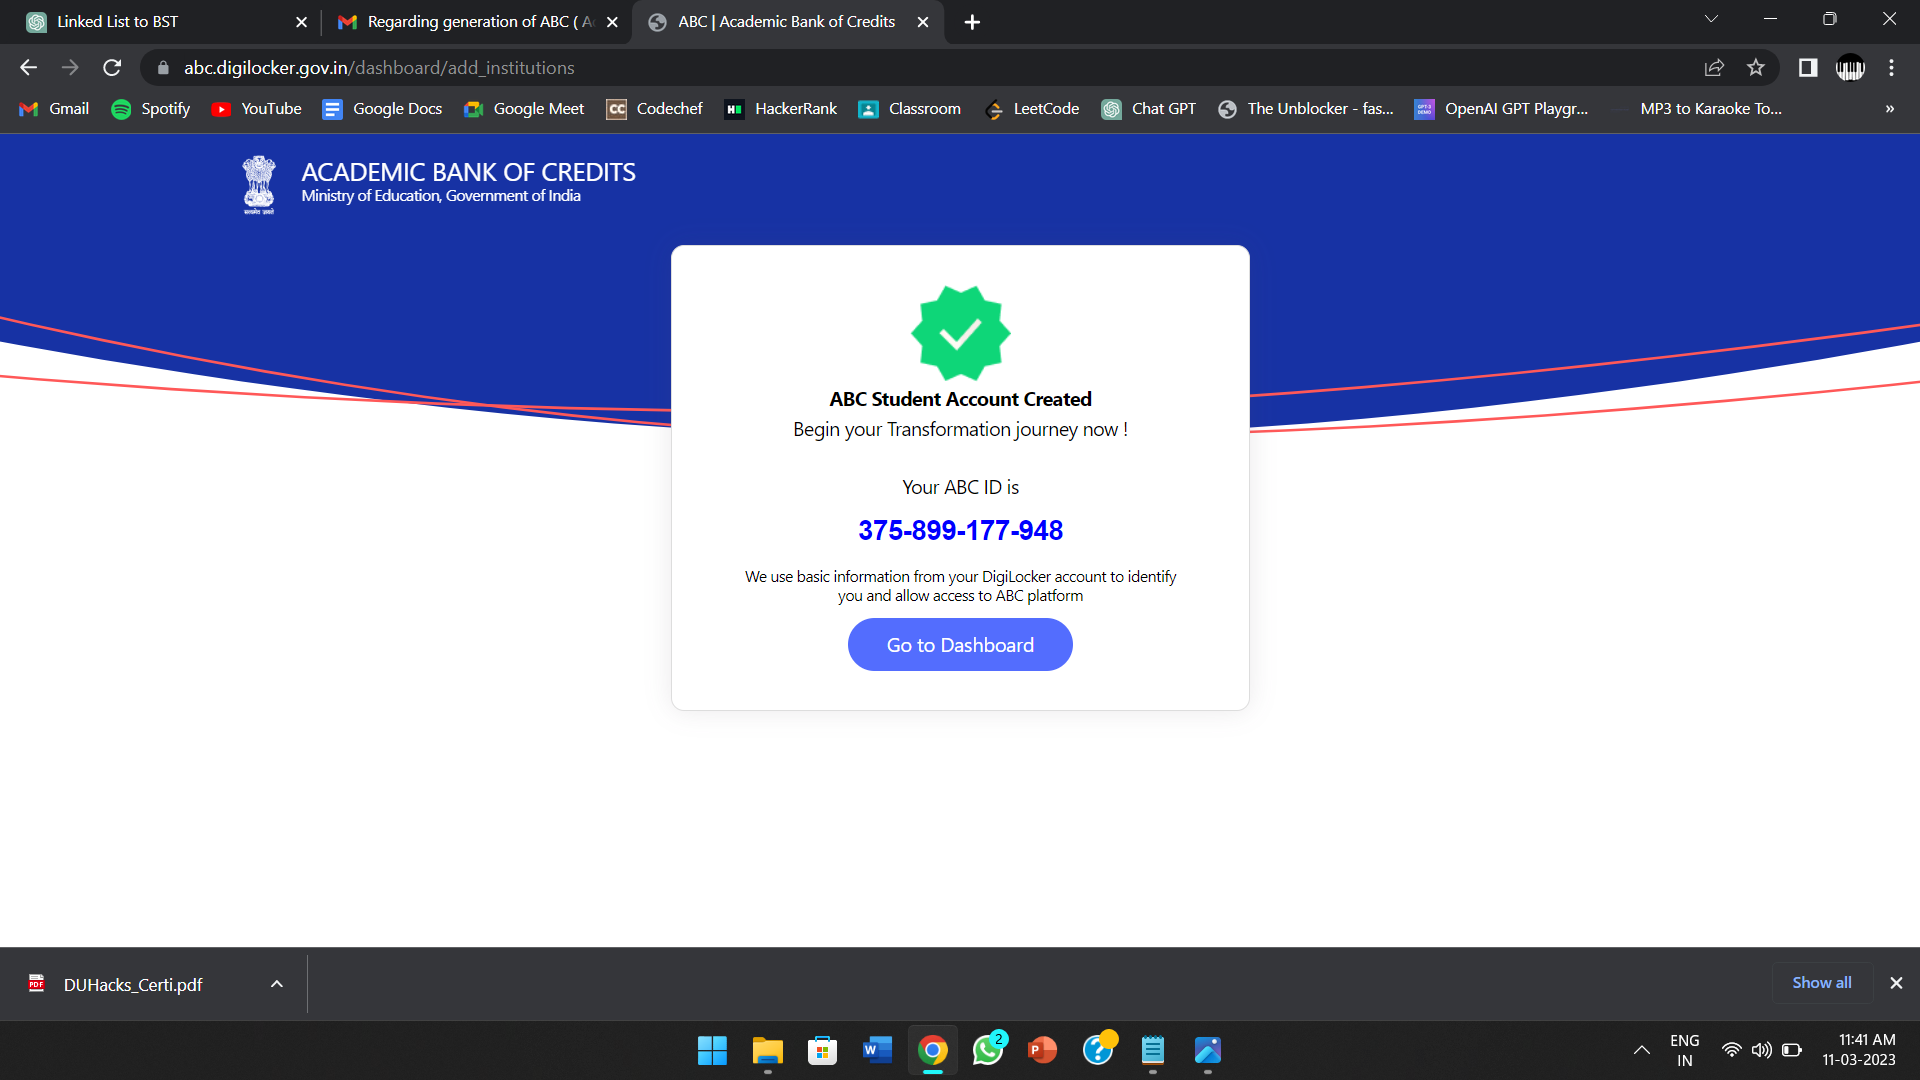 Linked List to BST
Regarding generation of ABC ( A
ABC | Academic Bank of Credits
abc.digilocker.gov.in/dashboard/add_institutions
Gmail
Spotify
YouTube
Google Docs
Google Meet
Codechef
HackerRank
Classroom
LeetCode
Chat GPT
The Unblocker - fas...
OpenAI GPT Playgr...
MP3 to Karaoke To...
»
सत्यमेव जयते
ACADEMIC BANK OF CREDITS
Ministry of Education, Government of India
ABC Student Account Created
Begin your Transformation journey now !
Your ABC ID is
375-899-177-948
We use basic information from your DigiLocker account to identify
you and allow access to ABC platform
Go to Dashboard
PDF
DUHacks_Certi.pdf
Show all
2
ENG
IN
11:41 AM
11-03-2023